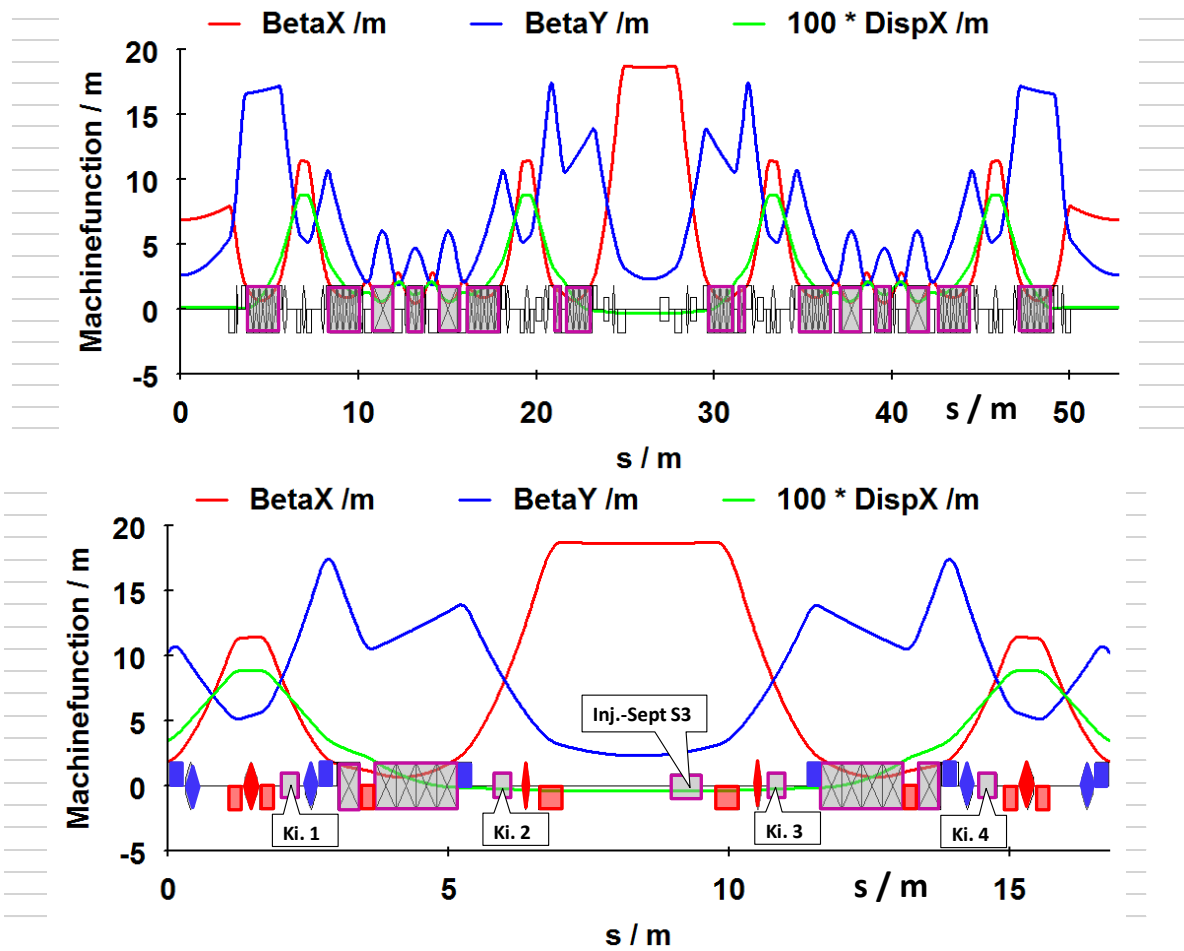 BetaX /m BetaY /m 100 * DispX /m
Machinefunction / m
20
15
10
5
0
-5
0 10 20 30 40 s / m 50
s / m
BetaX /m BetaY /m 100 * DispX /m
Machinefunction / m
20
15
10
5
0
-5
Inj.-Sept S3
Ki. 1 Ki. 2 Ki. 3 Ki. 4
0 5 10 s / m 15
s / m